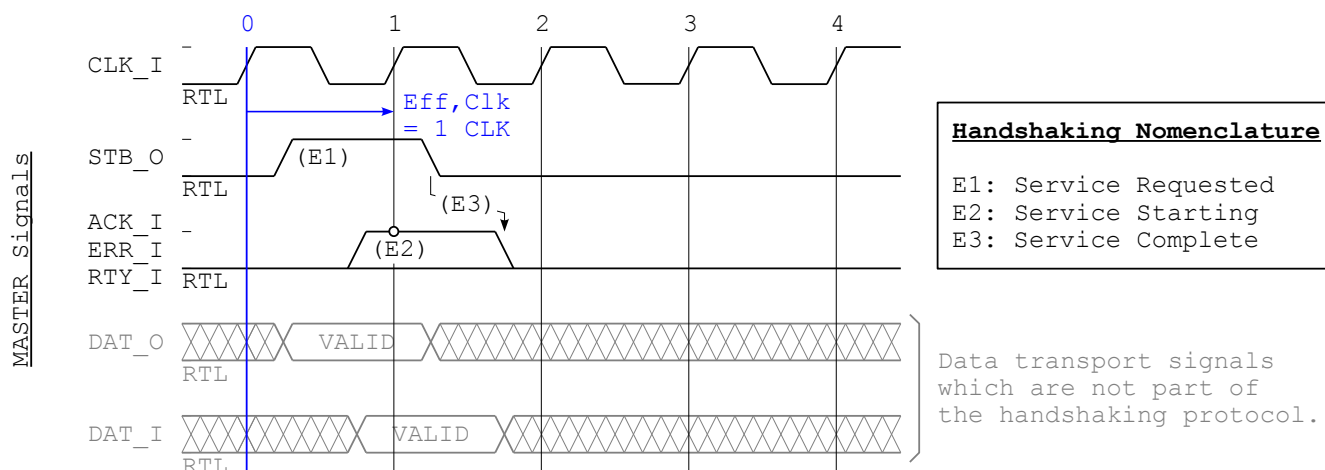 0 1 2 3 4
CLK_I
RTL
Eff,Clk
= 1 CLK
STB_O
(E1)
RTL
(E3)
ACK_I
ERR_I
RTY_I
(E2)
RTL
DAT_O
VALID
RTL
DAT_I
VALID
RTL
MASTER Signals
Handshaking Nomenclature
E1: Service Requested
E2: Service Starting
E3: Service Complete
Data transport signals
which are not part of
the handshaking protocol.